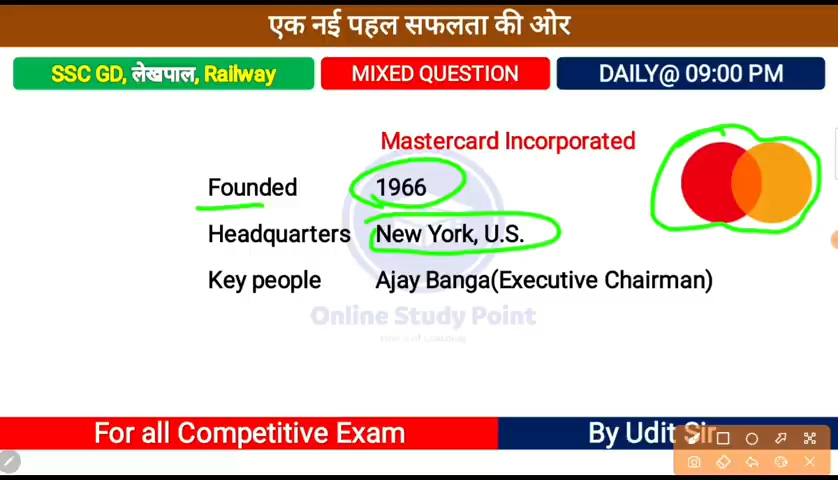 एक नई पहल सफलता की ओर
SSC GD, लेखपाल, Railway
MIXED QUESTION
DAILY@ 09:00 PM
Mastercard Incorporated
Founded 1966
Headquarters New York, U.S.
Key people Ajay Banga(Executive Chairman)
Online Study Point
For all Competitive Exam
By Udit Sir